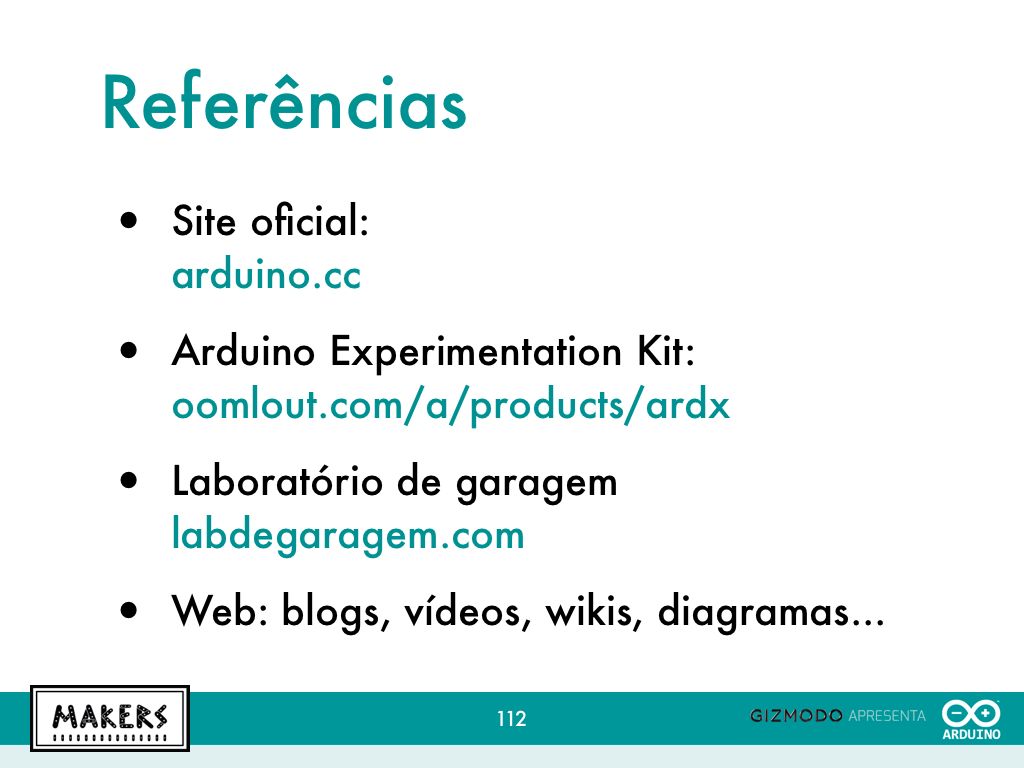 Referências
• Site oficial:
arduino.cc
• Arduino Experimentation Kit:
oomlout.com/a/products/ardx
• Laboratório de garagem
labdegaragem.com
• Web: blogs, vídeos, wikis, diagramas...
MAKERS
112
GIZMODO APRESENTA
ARDUINO